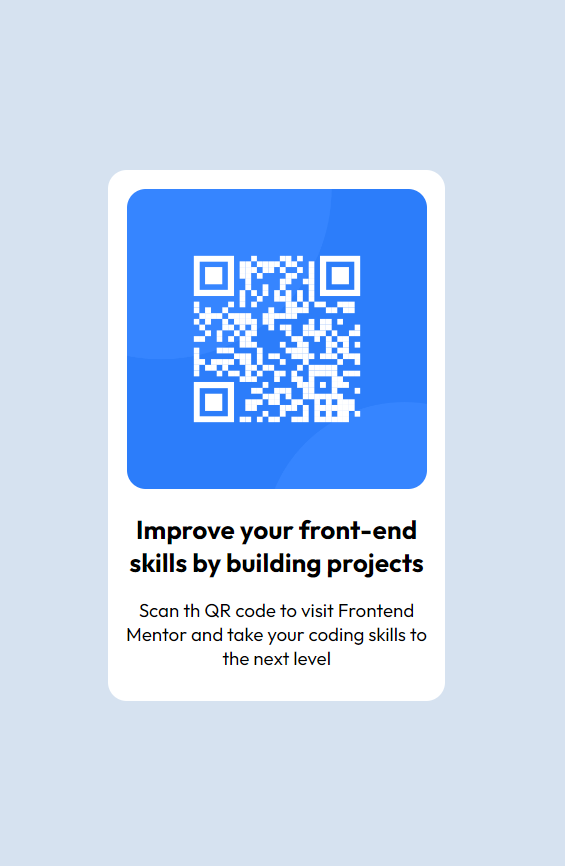 Improve your front-end
skills by building projects
Scan th QR code to visit Frontend
Mentor and take your coding skills to
the next level